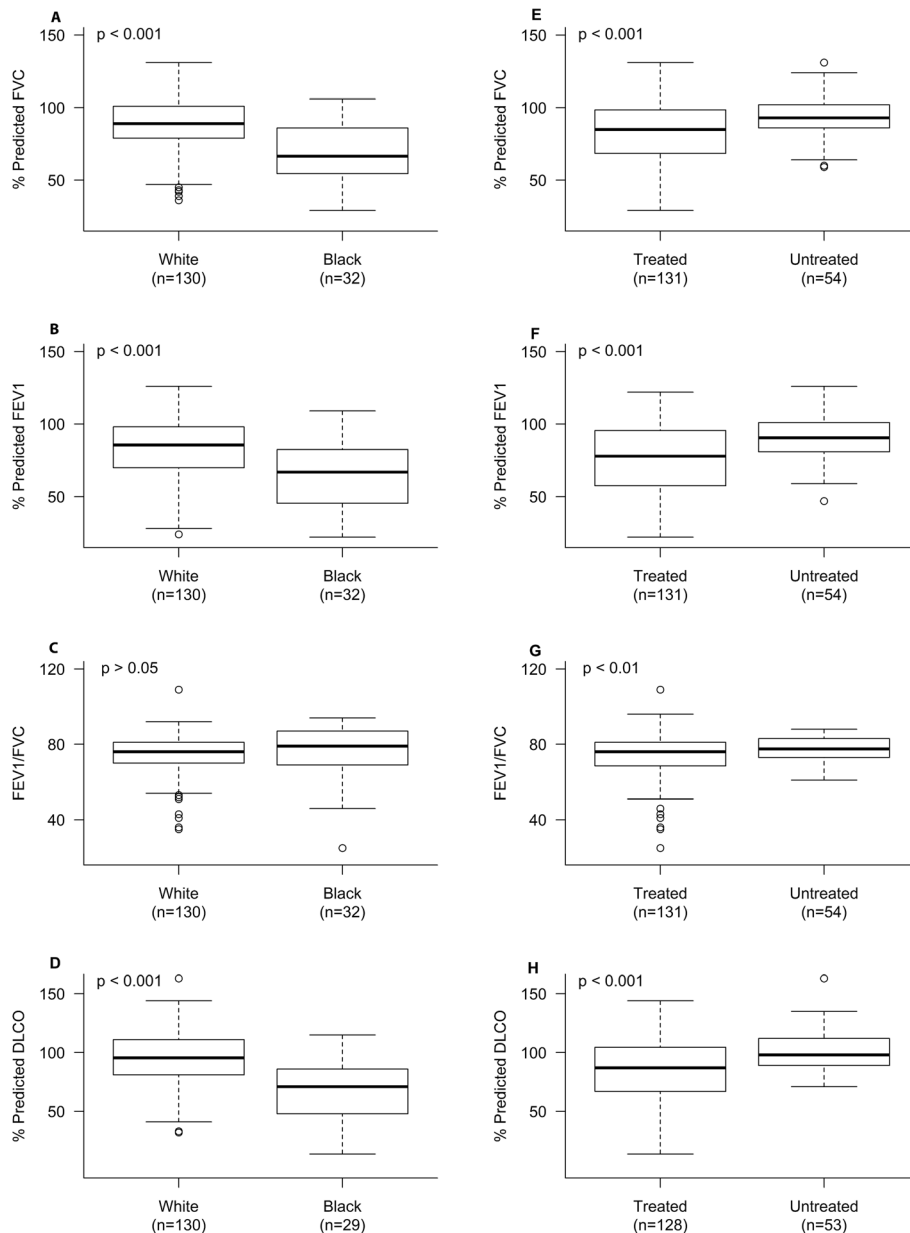 A
p < 0.001
% Predicted FVC
150
100
50
White
(n=130)
Black
(n=32)
E
p < 0.001
% Predicted FVC
150
100
50
Treated
(n=131)
Untreated
(n=54)
B
p < 0.001
% Predicted FEV1
150
100
50
White
(n=130)
Black
(n=32)
F
p < 0.001
% Predicted FEV1
150
100
50
Treated
(n=131)
Untreated
(n=54)
C
p > 0.05
FEV1/FVC
120
80
40
White
(n=130)
Black
(n=32)
G
p < 0.01
FEV1/FVC
120
80
40
Treated
(n=131)
Untreated
(n=54)
D
p < 0.001
% Predicted DLCO
150
100
50
White
(n=130)
Black
(n=29)
H
p < 0.001
% Predicted DLCO
150
100
50
Treated
(n=128)
Untreated
(n=53)